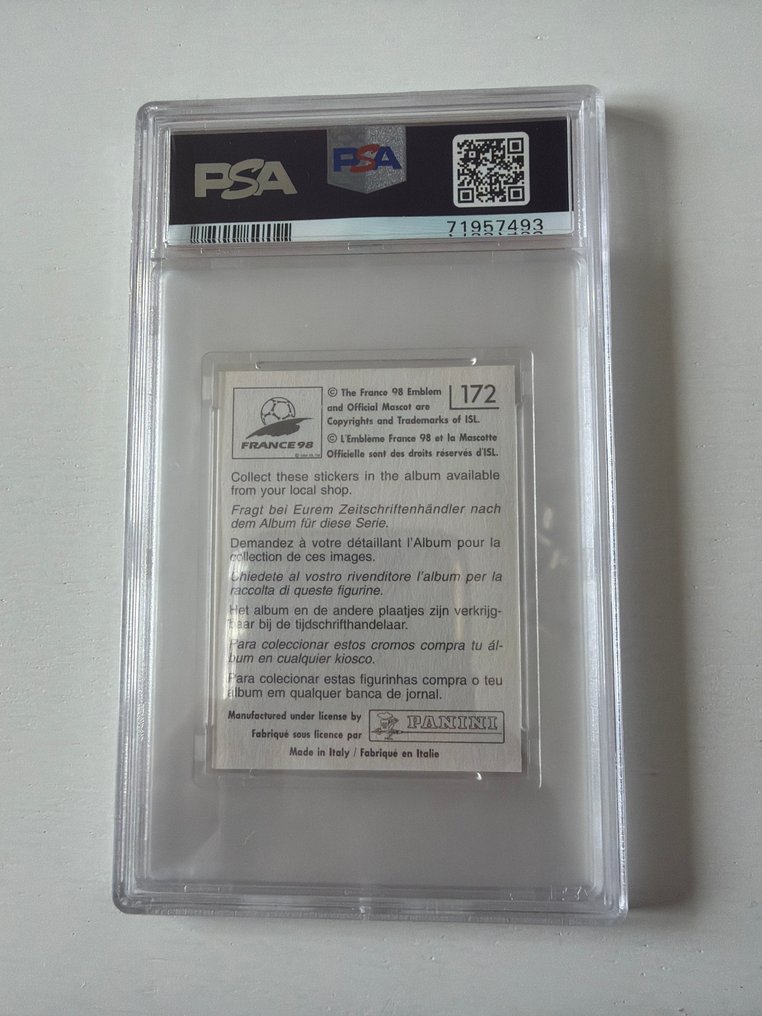 PSA
PSA
71957493
FRANCE 98
© The France 98 Emblem
and Official Mascot are
Copyrights and Trademarks of ISL.
172
© L'Emblème France 98 et la Mascotte
Officielle sont des droits réservés d'ISL.
Collect these stickers in the album available
from your local shop.
Fragt bei Eurem Zeitschriftenhändler nach
dem Album für diese Serie.
Demandez à votre détaillant l'Album pour la
collection de ces images.
Chiedete al vostro rivenditore l'album per la
raccolta di queste figurine.
Het album en de andere plaatjes zijn verkrijg-
baar bij de tijdschrifthandelaar.
Para coleccionar estos cromos compra tu ál-
bum en cualquier kiosco.
Para colecionar estas figurinhas compra o teu
álbum em qualquer banca de jornal.
Manufactured under license by
Fabriqué sous licence par
PANINI
Made in Italy / Fabriqué en Italie